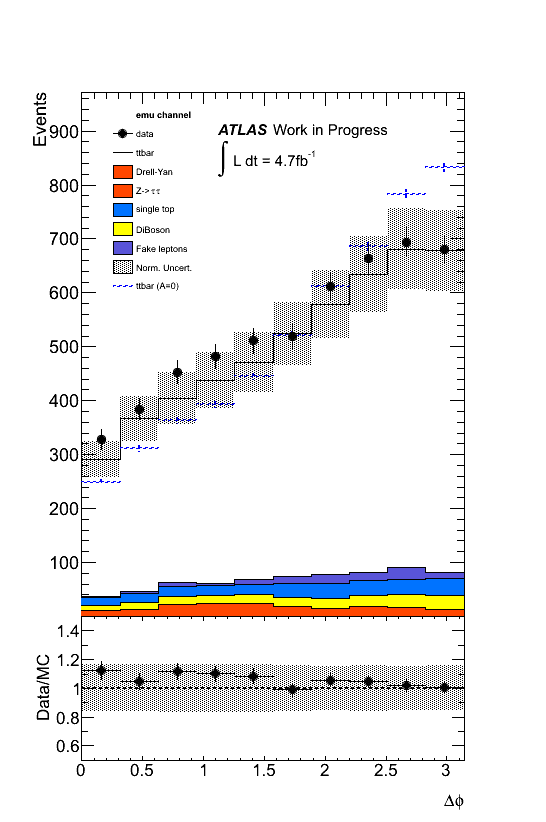 Events
900
800
700
600
500
400
300
200
100
emu channel
data
ttbar
Drell-Yan
Z->ττ
single top
DiBoson
Fake leptons
Norm. Uncert.
ttbar (A=0)
ATLAS Work in Progress
∫ L dt = 4.7fb⁻¹
Data/MC
1.4
1.2
1
0.8
0.6
0 0.5 1 1.5 2 2.5 3
Δϕ